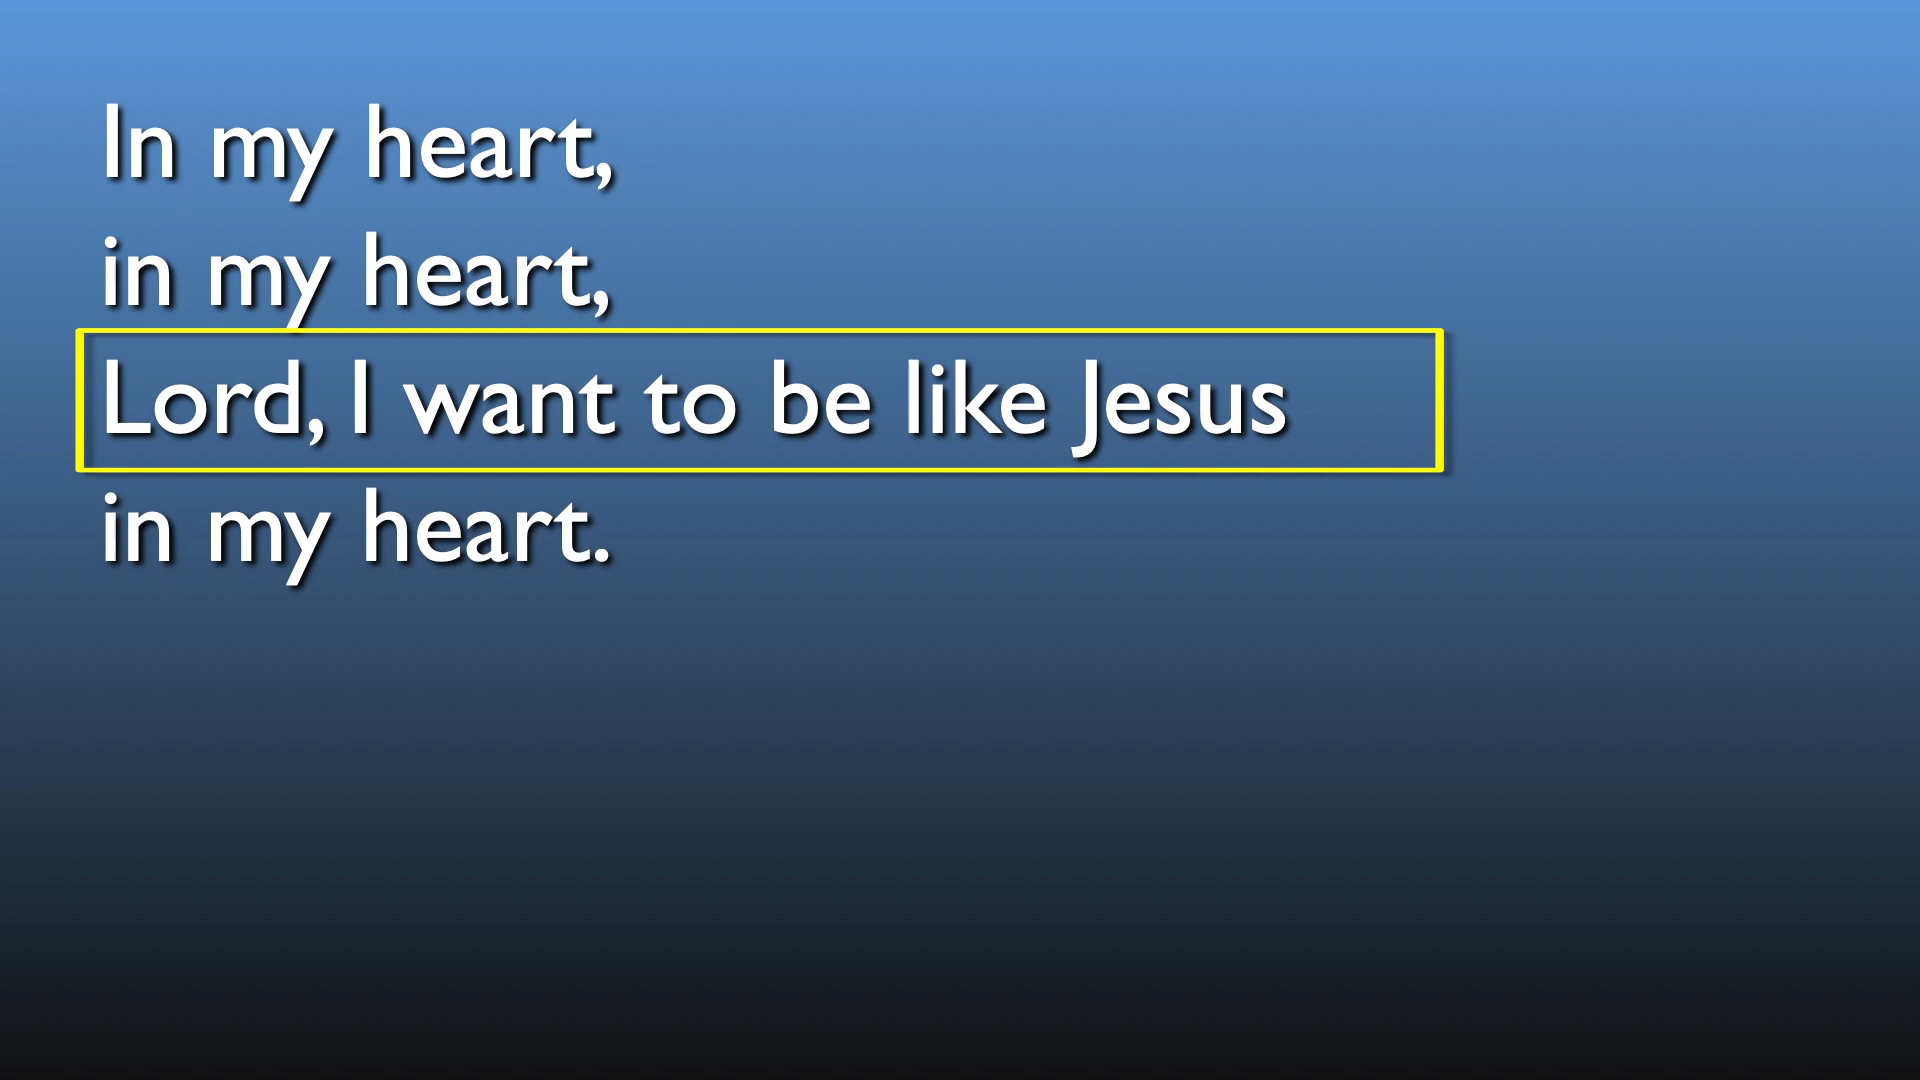 In my heart,
in my heart,
Lord, I want to be like Jesus
in my heart.